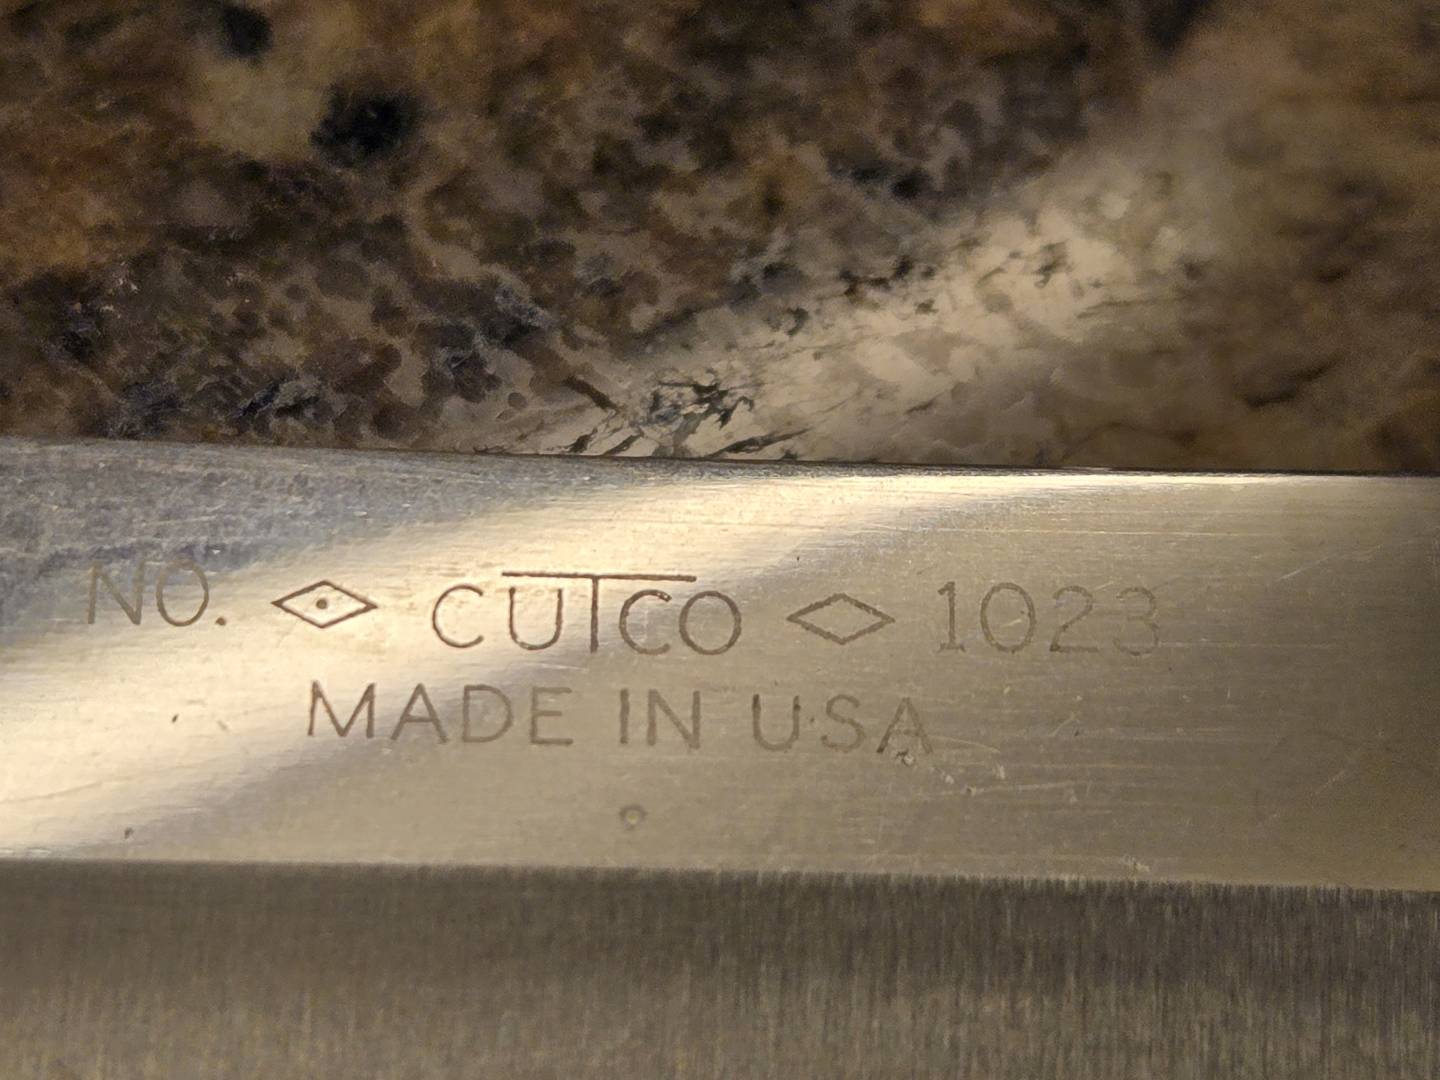 NO. CUTCO 1023
MADE IN USA